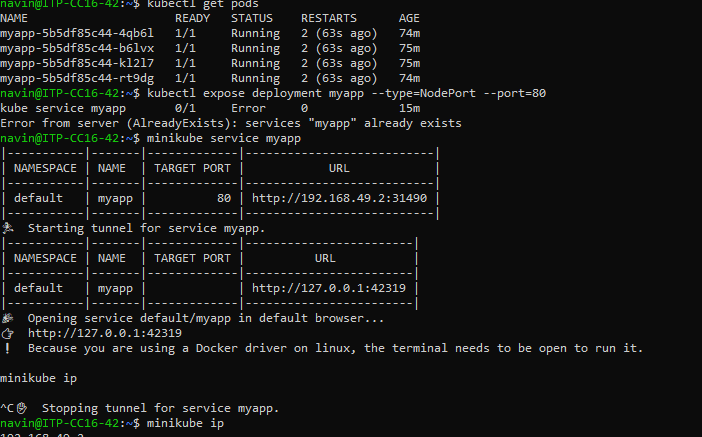 navin@ITP-CC16-42:~$ kubectl get pods
NAME READY STATUS RESTARTS AGE
myapp-5b5df85c44-4qb6l 1/1 Running 2 (63s ago) 74m
myapp-5b5df85c44-b6lvx 1/1 Running 2 (63s ago) 75m
myapp-5b5df85c44-kl2l7 1/1 Running 2 (63s ago) 75m
myapp-5b5df85c44-rt9dg 1/1 Running 2 (63s ago) 74m
navin@ITP-CC16-42:~$ kubectl expose deployment myapp --type=NodePort --port=80
kube service myapp 0/1 Error 0 15m
Error from server (AlreadyExists): services "myapp" already exists
navin@ITP-CC16-42:~$ minikube service myapp
|-----------|-------|-------------|---------------------------|
| NAMESPACE | NAME | TARGET PORT | URL |
|-----------|-------|-------------|---------------------------|
| default | myapp | 80 | http://192.168.49.2:31490 |
|-----------|-------|-------------|---------------------------|
🏃 Starting tunnel for service myapp.
|-----------|-------|-------------|------------------------|
| NAMESPACE | NAME | TARGET PORT | URL |
|-----------|-------|-------------|------------------------|
| default | myapp | | http://127.0.0.1:42319 |
|-----------|-------|-------------|------------------------|
🎉 Opening service default/myapp in default browser...
👉 http://127.0.0.1:42319
❗ Because you are using a Docker driver on linux, the terminal needs to be open to run it.
minikube ip
^C✋ Stopping tunnel for service myapp.
navin@ITP-CC16-42:~$ minikube ip
192.168.49.2